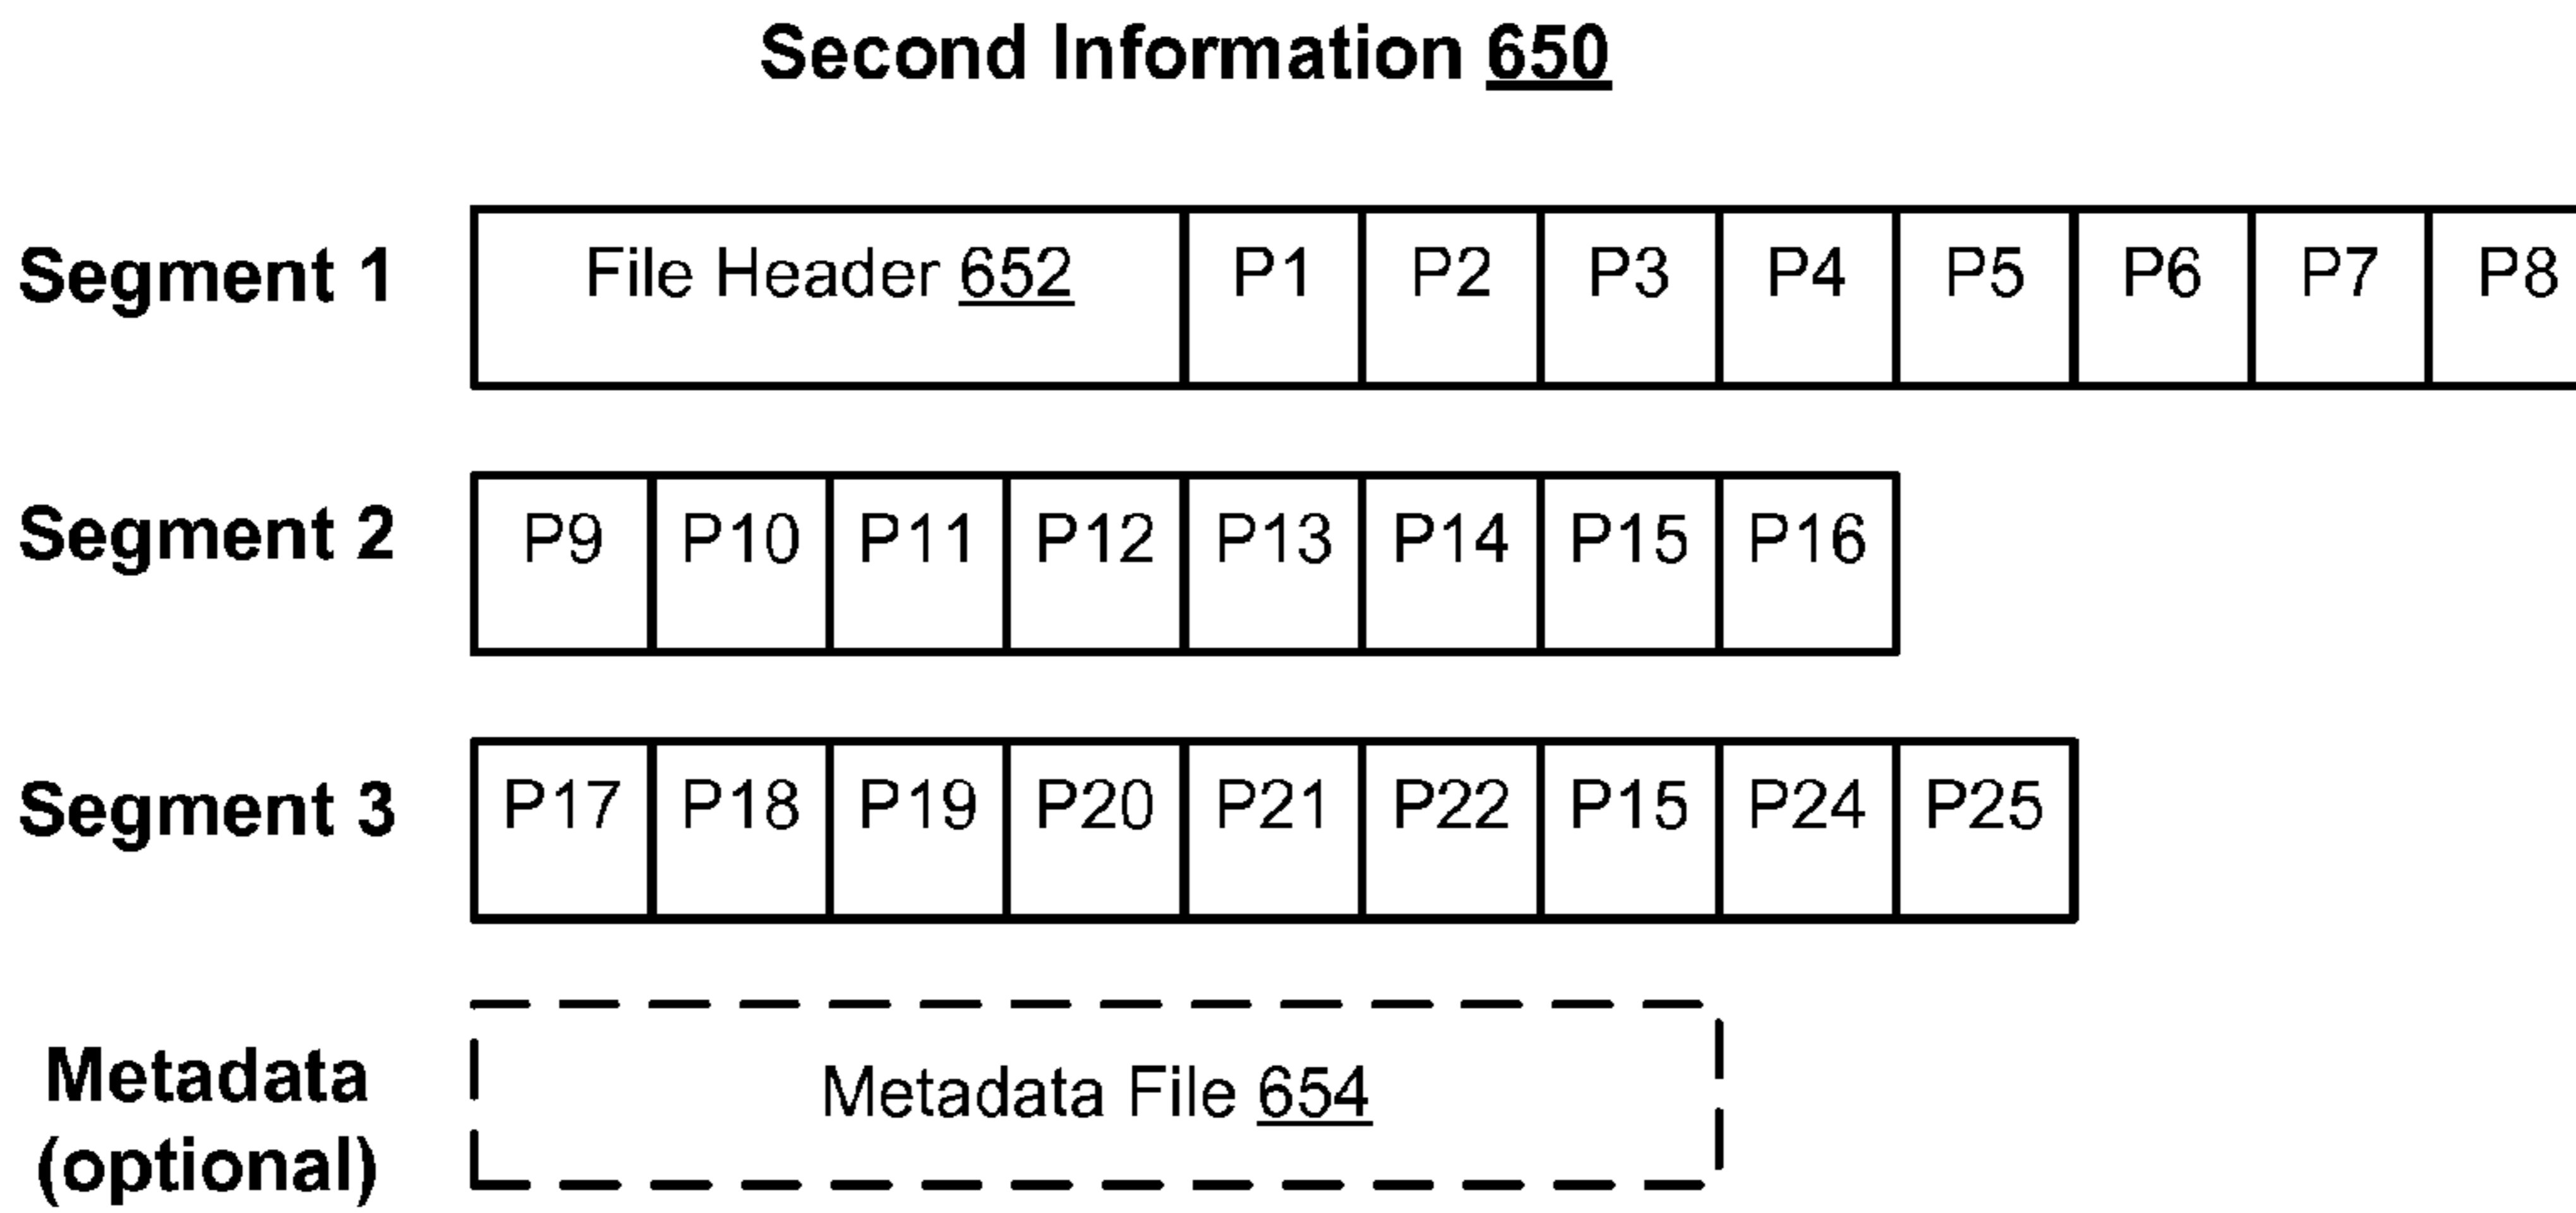 Second Information 650
Segment 1 File Header 652 P1 P2 P3 P4 P5 P6 P7 P8
Segment 2 P9 P10 P11 P12 P13 P14 P15 P16
Segment 3 P17 P18 P19 P20 P21 P22 P15 P24 P25
Metadata
(optional)
Metadata File 654